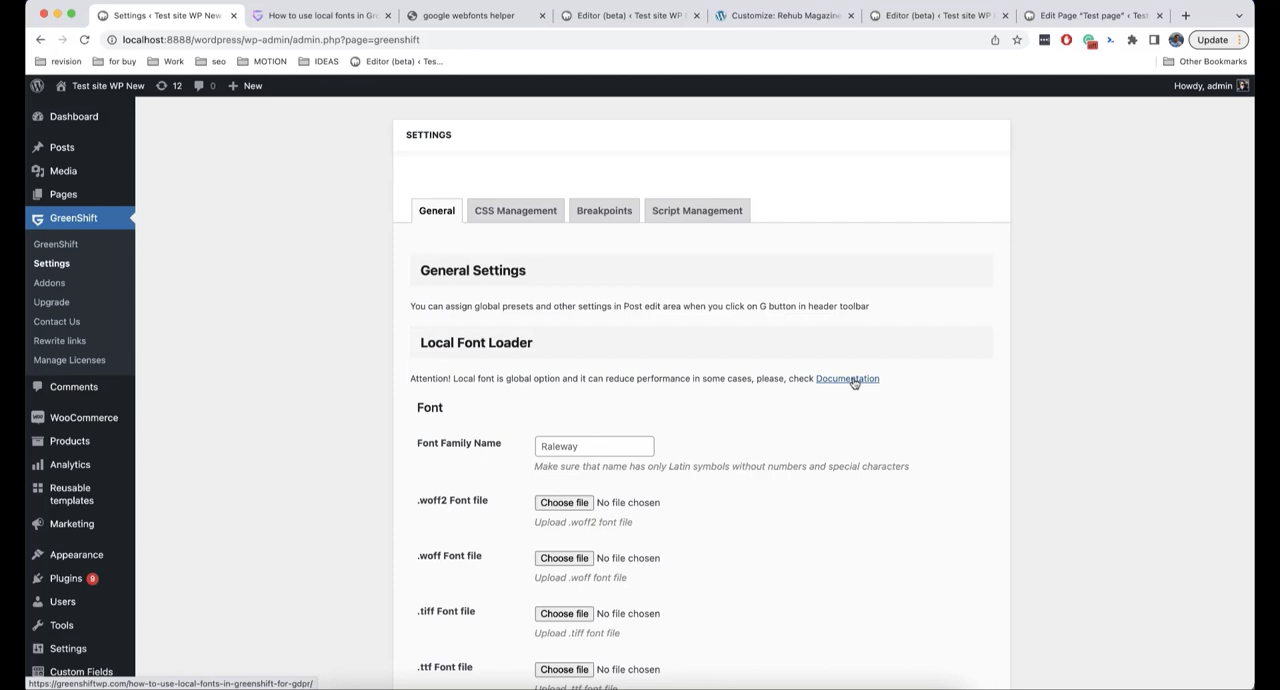 Settings ‹ Test site WP New
How to use local fonts in Gr
google webfonts helper
Editor (beta) ‹ Test site WP
Customize: Rehub Magazine
Editor (beta) ‹ Test site WP
Edit Page "Test page" ‹ Test
localhost:8888/wordpress/wp-admin/admin.php?page=greenshift
Update
revision
for buy
Work
seo
MOTION
IDEAS
Editor (beta) ‹ Tes...
Other Bookmarks
Test site WP New
12
0
New
Howdy, admin
Dashboard
Posts
Media
Pages
GreenShift
GreenShift
Settings
Addons
Upgrade
Contact Us
Rewrite links
Manage Licenses
Comments
WooCommerce
Products
Analytics
Reusable
templates
Marketing
Appearance
Plugins 9
Users
Tools
Settings
Custom Fields
https://greenshiftwp.com/how-to-use-local-fonts-in-greenshift-for-gdpr/
SETTINGS
General
CSS Management
Breakpoints
Script Management
General Settings
You can assign global presets and other settings in Post edit area when you click on G button in header toolbar
Local Font Loader
Attention! Local font is global option and it can reduce performance in some cases, please, check Documentation
Font
Font Family Name
Raleway
Make sure that name has only Latin symbols without numbers and special characters
.woff2 Font file
Choose file No file chosen
Upload .woff2 font file
.woff Font file
Choose file No file chosen
Upload .woff font file
.tiff Font file
Choose file No file chosen
Upload .tiff font file
.ttf Font file
Choose file No file chosen
Upload .ttf font file